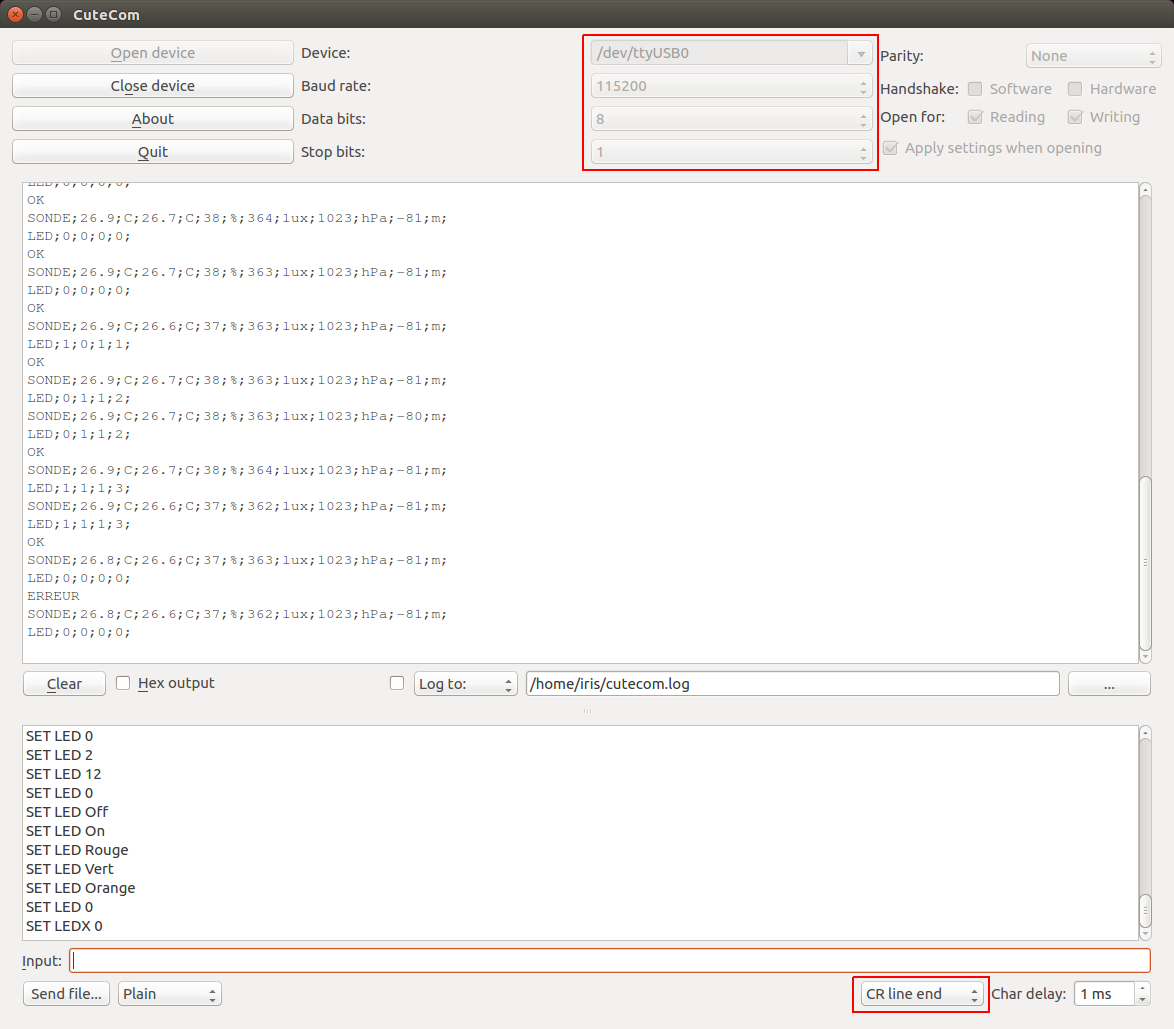 CuteCom
Open device Device: /dev/ttyUSB0 Parity: None
Close device Baud rate: 115200 Handshake: Software Hardware
About Data bits: 8 Open for: Reading Writing
Quit Stop bits: 1 Apply settings when opening
LED;0;0;0;0;
OK
SONDE;26.9;C;26.7;C;38;%;364;lux;1023;hPa;-81;m;
LED;0;0;0;0;
OK
SONDE;26.9;C;26.7;C;38;%;363;lux;1023;hPa;-81;m;
LED;0;0;0;0;
OK
SONDE;26.9;C;26.6;C;37;%;363;lux;1023;hPa;-81;m;
LED;1;0;1;1;
OK
SONDE;26.9;C;26.7;C;38;%;363;lux;1023;hPa;-81;m;
LED;0;1;1;2;
SONDE;26.9;C;26.7;C;38;%;363;lux;1023;hPa;-80;m;
LED;0;1;1;2;
OK
SONDE;26.9;C;26.7;C;38;%;364;lux;1023;hPa;-81;m;
LED;1;1;1;3;
SONDE;26.9;C;26.6;C;37;%;362;lux;1023;hPa;-81;m;
LED;1;1;1;3;
OK
SONDE;26.8;C;26.6;C;37;%;363;lux;1023;hPa;-81;m;
LED;0;0;0;0;
ERREUR
SONDE;26.8;C;26.6;C;37;%;362;lux;1023;hPa;-81;m;
LED;0;0;0;0;
Clear Hex output Log to: /home/iris/cutecom.log ...
SET LED 0
SET LED 2
SET LED 12
SET LED 0
SET LED Off
SET LED On
SET LED Rouge
SET LED Vert
SET LED Orange
SET LED 0
SET LEDX 0
Input:
Send file... Plain CR line end Char delay: 1 ms